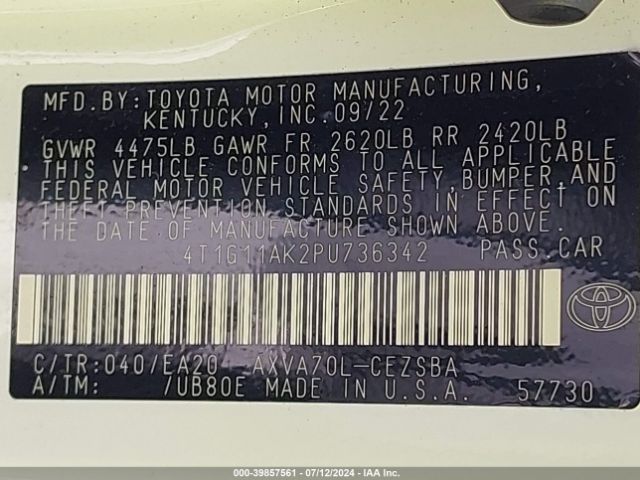 MFD. BY: TOYOTA MOTOR MANUFACTURING,
KENTUCKY, INC. 09/22
GVWR 4475LB GAWR FR 2620LB RR 2420LB
THIS VEHICLE CONFORMS TO ALL APPLICABLE
FEDERAL MOTOR VEHICLE SAFETY, BUMPER, AND
THEFT PREVENTION STANDARDS IN EFFECT ON
THE DATE OF MANUFACTURE SHOWN ABOVE.
4T1G11AK2PU736342 PASS CAR
C/TR: 040/EA20 AXVA70L-CEZSBA
A/TM: /UB80E MADE IN U.S.A. 57730
000-39857561 - 07/12/2024 - IAA Inc.